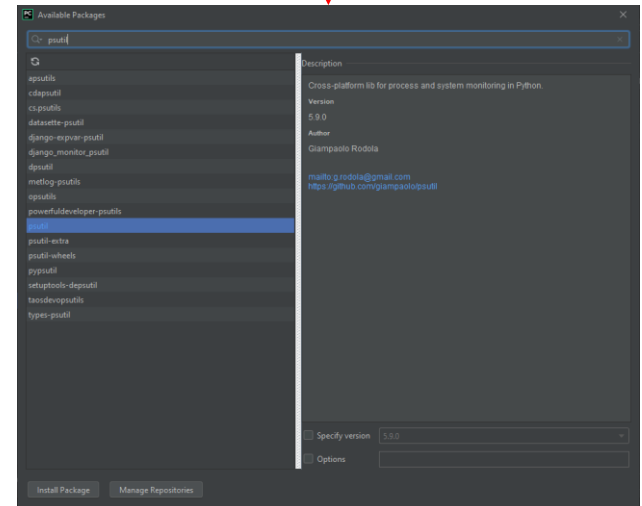 PC Available Packages
psutil
apsutils
cdapsutil
cs.psutils
datasette-psutil
django-expvar-psutil
django_monitor_psutil
dpsutil
metlog-psutils
opsutils
powerfuldeveloper-psutils
psutil
psutil-extra
psutil-wheels
pypsutil
setuptools-depsutil
taosdevopsutils
types-psutil
Description
Cross-platform lib for process and system monitoring in Python.
Version
5.9.0
Author
Giampaolo Rodola
mailto:g.rodola@gmail.com
https://github.com/giampaolo/psutil
Specify version 5.9.0
Options
Install Package Manage Repositories